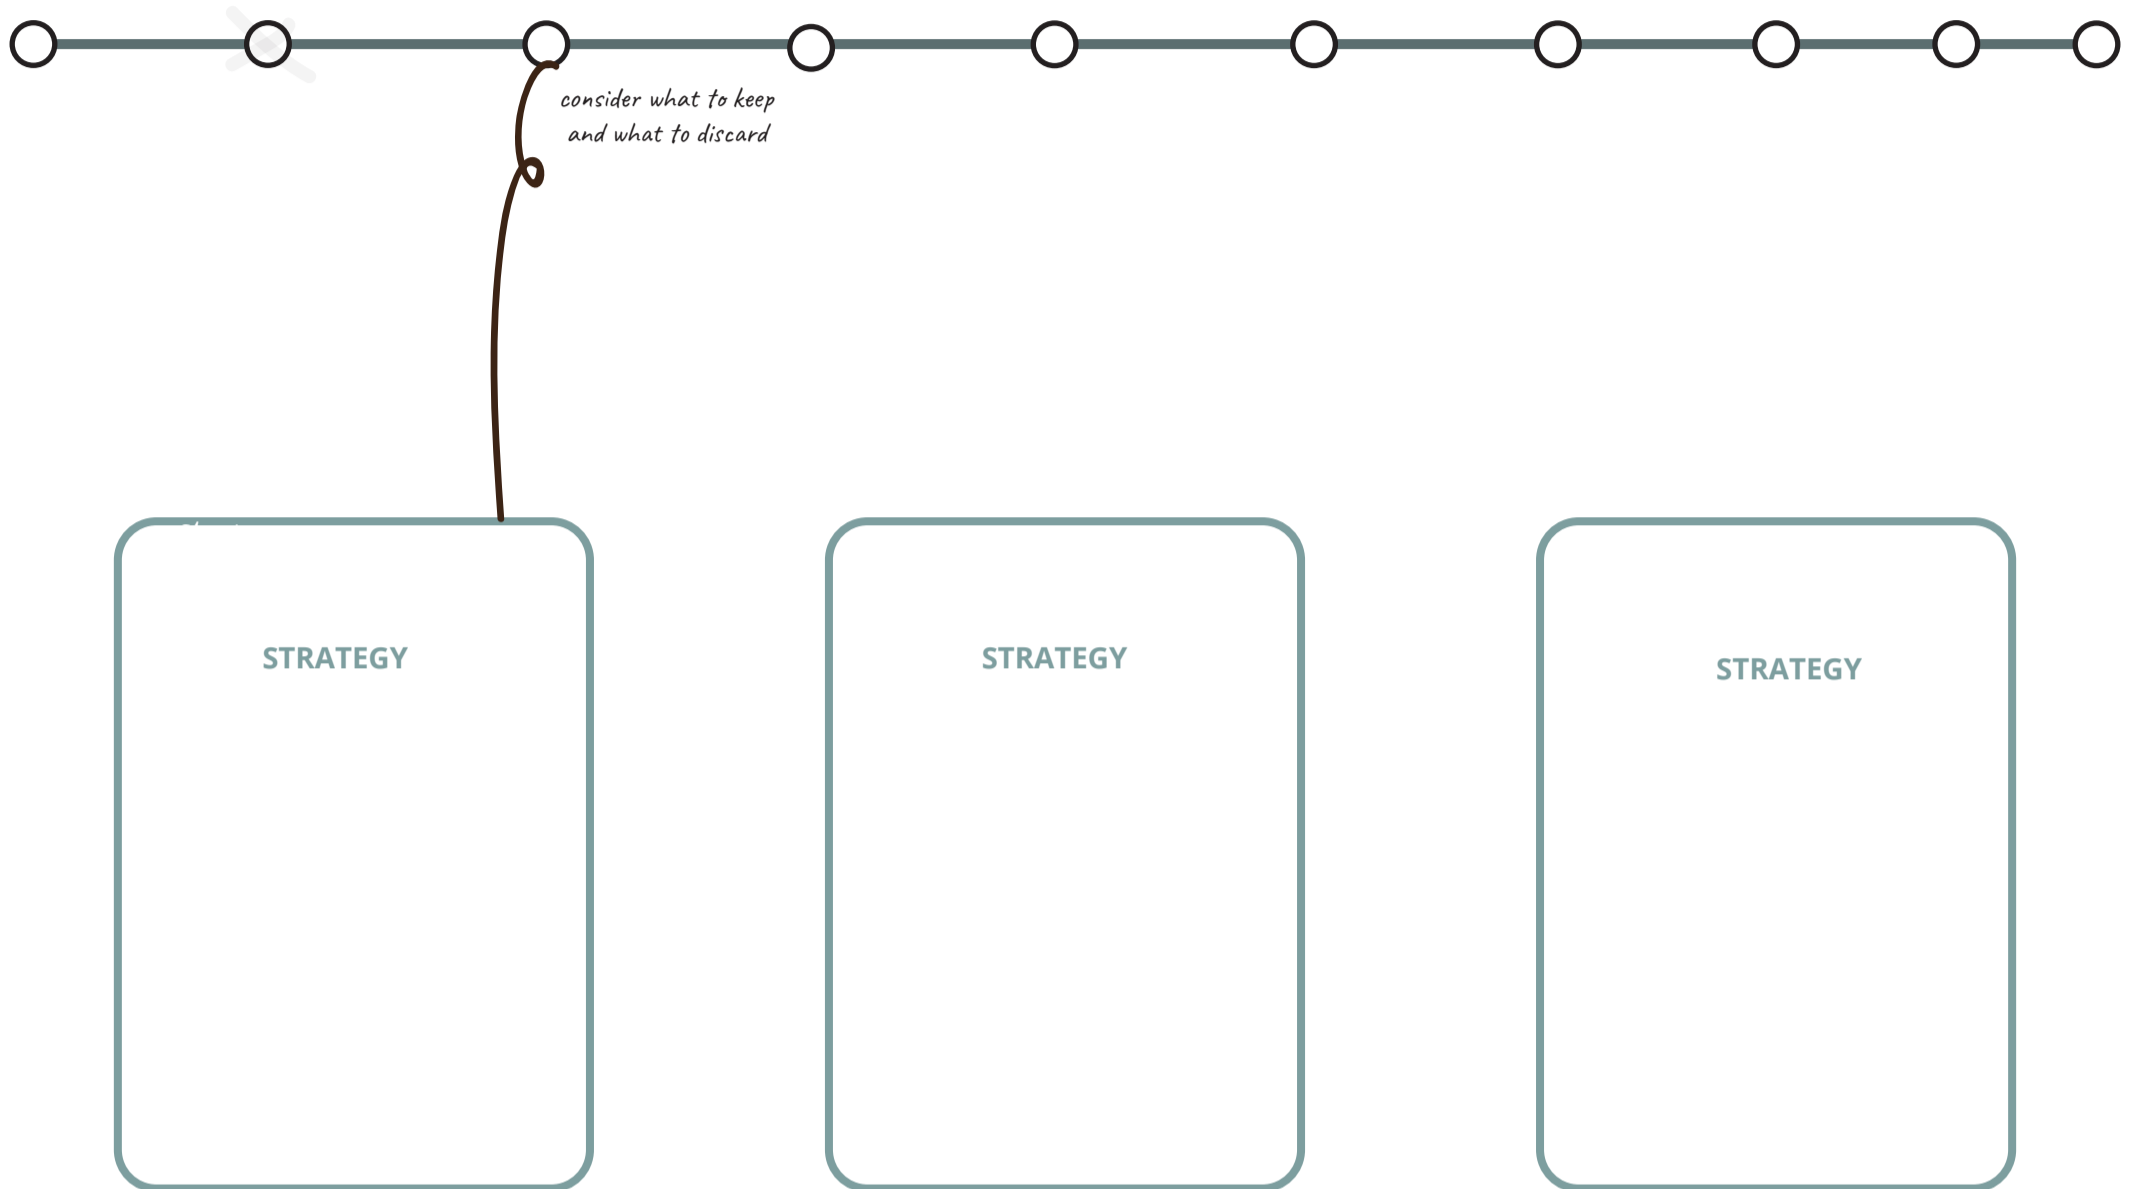 consider what to keep
and what to discard
STRATEGY
STRATEGY
STRATEGY